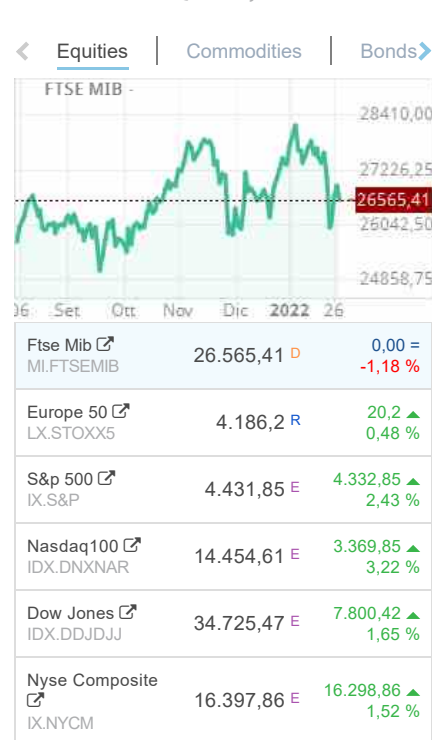 Equities
Commodities
Bonds
FTSE MIB -
28410,00
27226,25
26565,41
26042,50
24858,75
06 Set Ott Nov Dic 2022 26
Ftse Mib
MI.FTSEMIB
26.565,41 D
0,00 =
-1,18 %
Europe 50
LX.STOXX5
4.186,2 R
20,2
0,48 %
S&p 500
IX.S&P
4.431,85 E
4.332,85
2,43 %
Nasdaq100
IDX.DNXNAR
14.454,61 E
3.369,85
3,22 %
Dow Jones
IDX.DDJDJJ
34.725,47 E
7.800,42
1,65 %
Nyse Composite
IX.NYCM
16.397,86 E
16.298,86
1,52 %